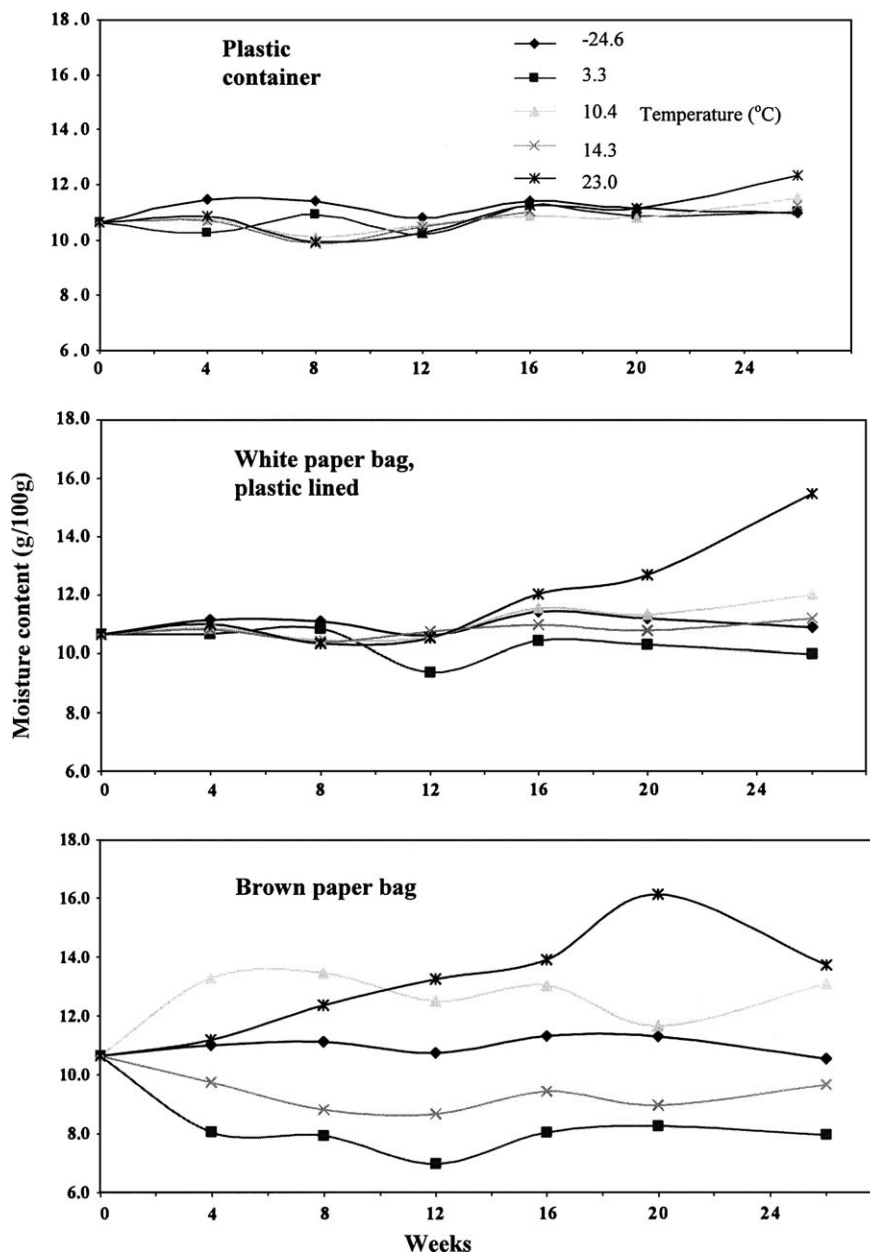 18.0
Plastic
container
-24.6
3.3
10.4 Temperature (°C)
14.3
23.0
16.0
14.0
12.0
10.0
8.0
6.0
0 4 8 12 16 20 24
18.0
White paper bag,
plastic lined
16.0
14.0
12.0
10.0
8.0
6.0
0 4 8 12 16 20 24
Moisture content (g/100g)
18.0
Brown paper bag
16.0
14.0
12.0
10.0
8.0
6.0
0 4 8 12 16 20 24
Weeks